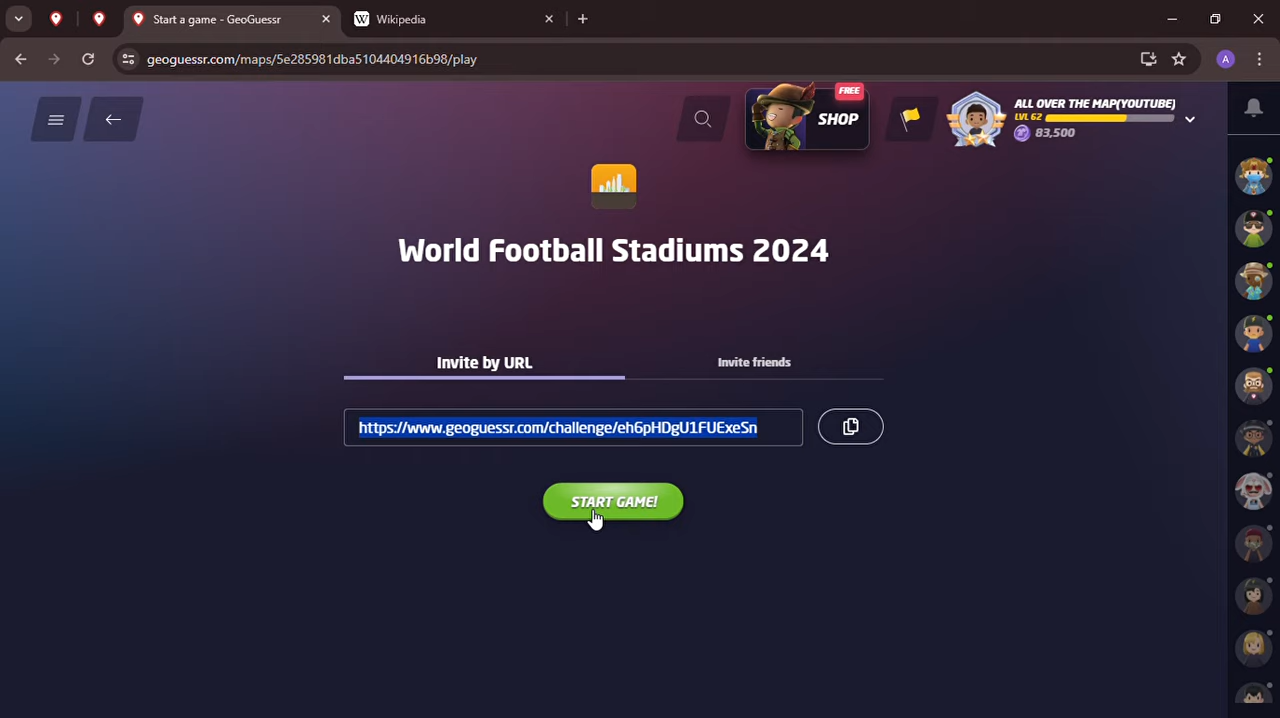 Start a game - GeoGuessr
Wikipedia
geoguessr.com/maps/5e285981dba5104404916b98/play
A
FREE
SHOP
ALL OVER THE MAP(YOUTUBE)
LVL 62
83,500
World Football Stadiums 2024
Invite by URL
Invite friends
https://www.geoguessr.com/challenge/eh6pHDgU1FUExeSn
START GAME!